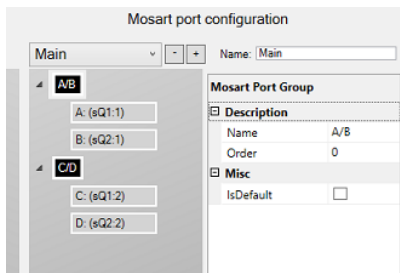 Mosart port configuration
Main
-
+
Name: Main
A/B
A: (sQ1:1)
B: (sQ2:1)
C/D
C: (sQ1:2)
D: (sQ2:2)
Mosart Port Group
Description
Name A/B
Order 0
Misc
IsDefault